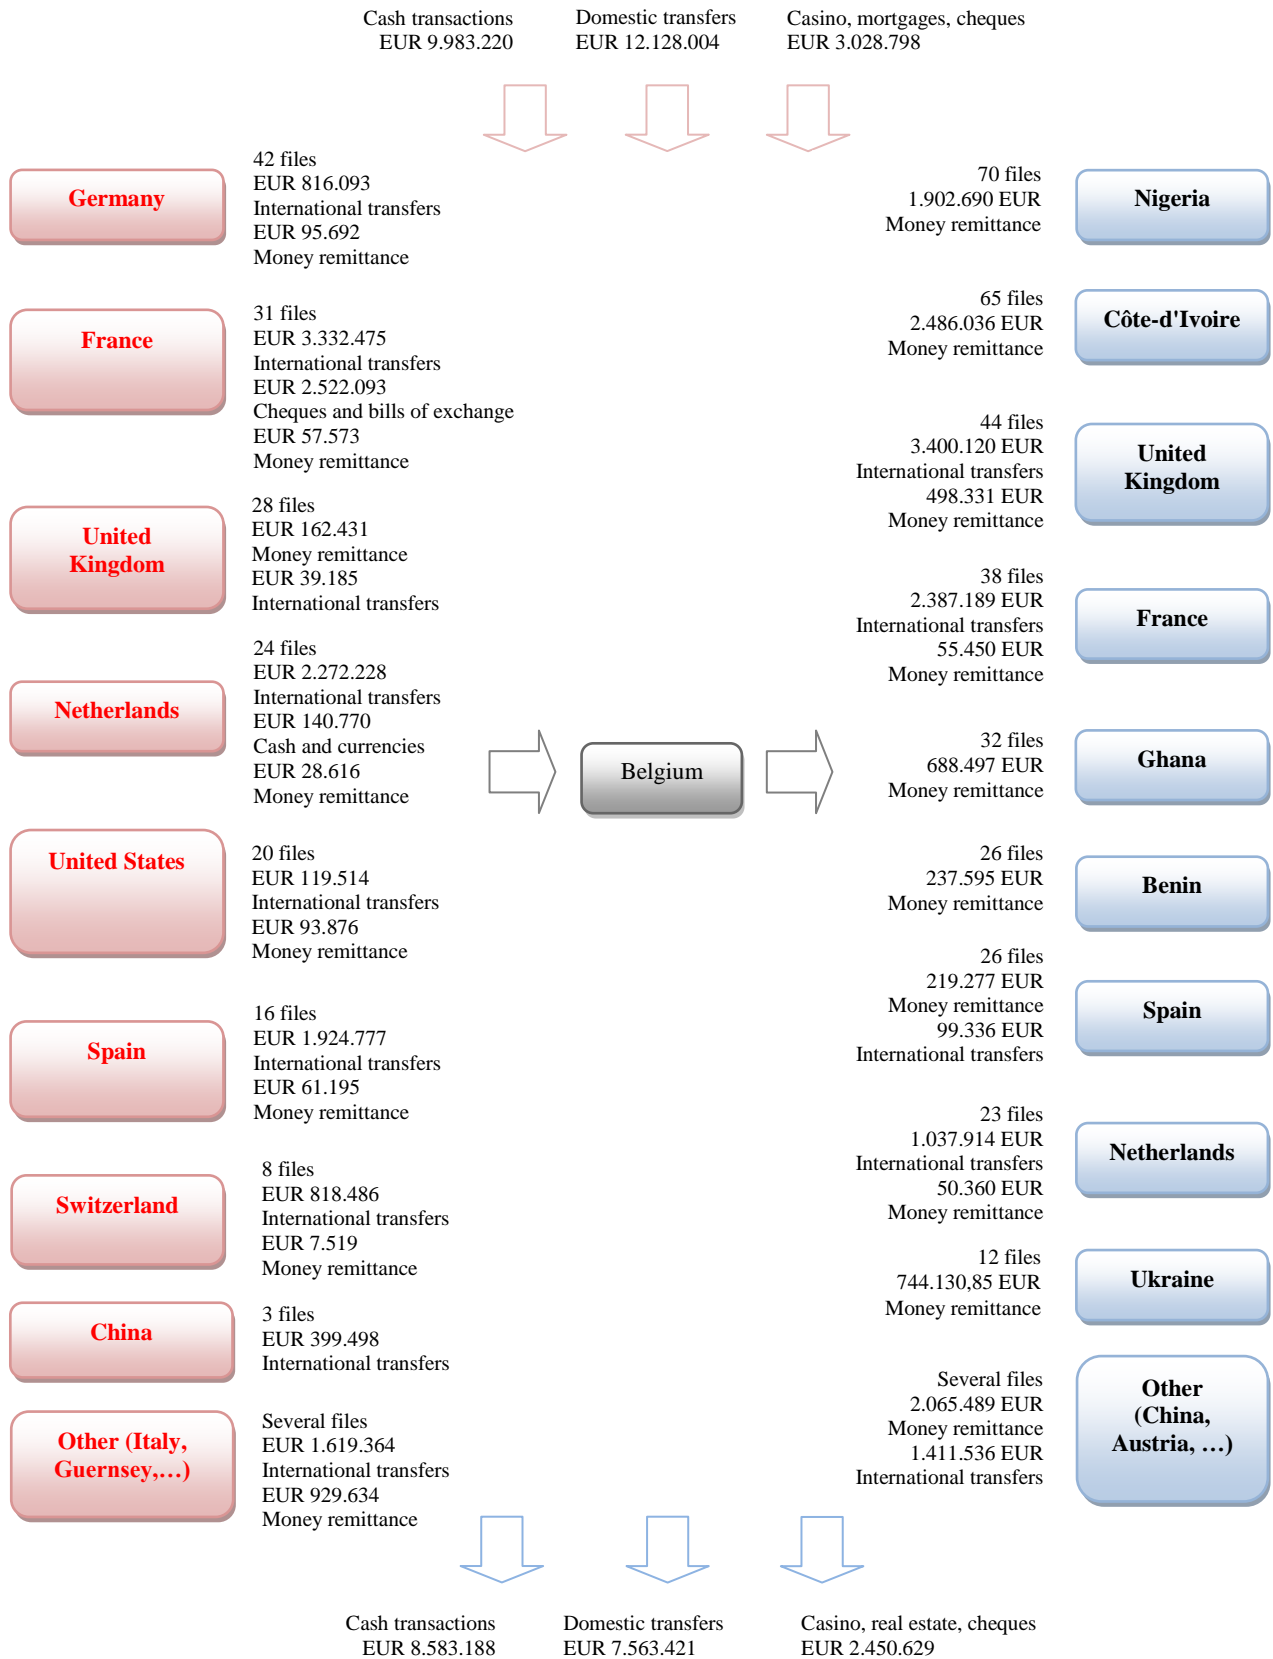 Cash transactions
EUR 9.983.220
Domestic transfers
EUR 12.128.004
Casino, mortgages, cheques
EUR 3.028.798
Germany
42 files
EUR 816.093
International transfers
EUR 95.692
Money remittance
France
31 files
EUR 3.332.475
International transfers
EUR 2.522.093
Cheques and bills of exchange
EUR 57.573
Money remittance
United
Kingdom
28 files
EUR 162.431
Money remittance
EUR 39.185
International transfers
Netherlands
24 files
EUR 2.272.228
International transfers
EUR 140.770
Cash and currencies
EUR 28.616
Money remittance
United States
20 files
EUR 119.514
International transfers
EUR 93.876
Money remittance
Spain
16 files
EUR 1.924.777
International transfers
EUR 61.195
Money remittance
Switzerland
8 files
EUR 818.486
International transfers
EUR 7.519
Money remittance
China
3 files
EUR 399.498
International transfers
Other (Italy,
Guernsey,…)
Several files
EUR 1.619.364
International transfers
EUR 929.634
Money remittance
Belgium
70 files
1.902.690 EUR
Money remittance
Nigeria
65 files
2.486.036 EUR
Money remittance
Côte-d'Ivoire
44 files
3.400.120 EUR
International transfers
498.331 EUR
Money remittance
United
Kingdom
38 files
2.387.189 EUR
International transfers
55.450 EUR
Money remittance
France
32 files
688.497 EUR
Money remittance
Ghana
26 files
237.595 EUR
Money remittance
Benin
26 files
219.277 EUR
Money remittance
99.336 EUR
International transfers
Spain
23 files
1.037.914 EUR
International transfers
50.360 EUR
Money remittance
Netherlands
12 files
744.130,85 EUR
Money remittance
Ukraine
Several files
2.065.489 EUR
Money remittance
1.411.536 EUR
International transfers
Other
(China,
Austria, …)
Cash transactions
EUR 8.583.188
Domestic transfers
EUR 7.563.421
Casino, real estate, cheques
EUR 2.450.629